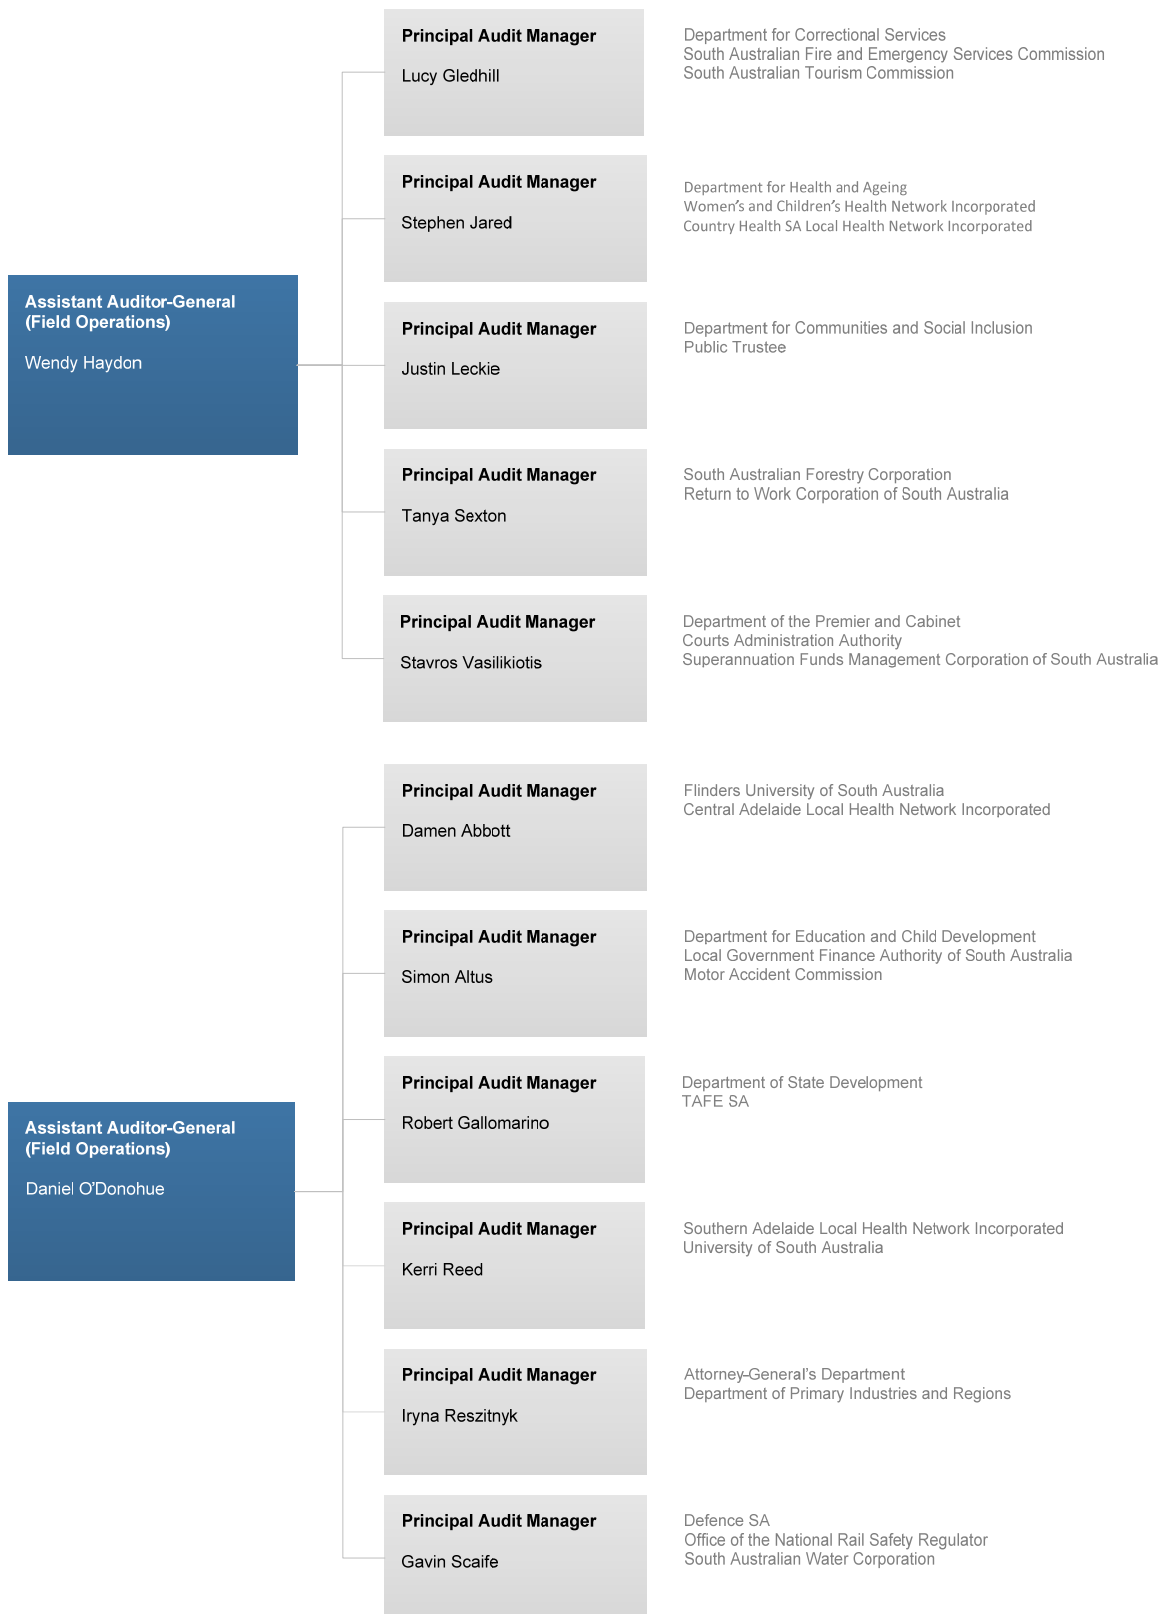 Principal Audit Manager
Lucy Gledhill
Department for Correctional Services
South Australian Fire and Emergency Services Commission
South Australian Tourism Commission
Principal Audit Manager
Stephen Jared
Department for Health and Ageing
Women’s and Children’s Health Network Incorporated
Country Health SA Local Health Network Incorporated
Assistant Auditor-General
(Field Operations)
Wendy Haydon
Principal Audit Manager
Justin Leckie
Department for Communities and Social Inclusion
Public Trustee
Principal Audit Manager
Tanya Sexton
South Australian Forestry Corporation
Return to Work Corporation of South Australia
Principal Audit Manager
Stavros Vasilikiotis
Department of the Premier and Cabinet
Courts Administration Authority
Superannuation Funds Management Corporation of South Australia
Principal Audit Manager
Damen Abbott
Flinders University of South Australia
Central Adelaide Local Health Network Incorporated
Principal Audit Manager
Simon Altus
Department for Education and Child Development
Local Government Finance Authority of South Australia
Motor Accident Commission
Principal Audit Manager
Robert Gallomarino
Department of State Development
TAFE SA
Assistant Auditor-General
(Field Operations)
Daniel O’Donohue
Principal Audit Manager
Kerri Reed
Southern Adelaide Local Health Network Incorporated
University of South Australia
Principal Audit Manager
Iryna Reszitnyk
Attorney-General’s Department
Department of Primary Industries and Regions
Principal Audit Manager
Gavin Scaife
Defence SA
Office of the National Rail Safety Regulator
South Australian Water Corporation